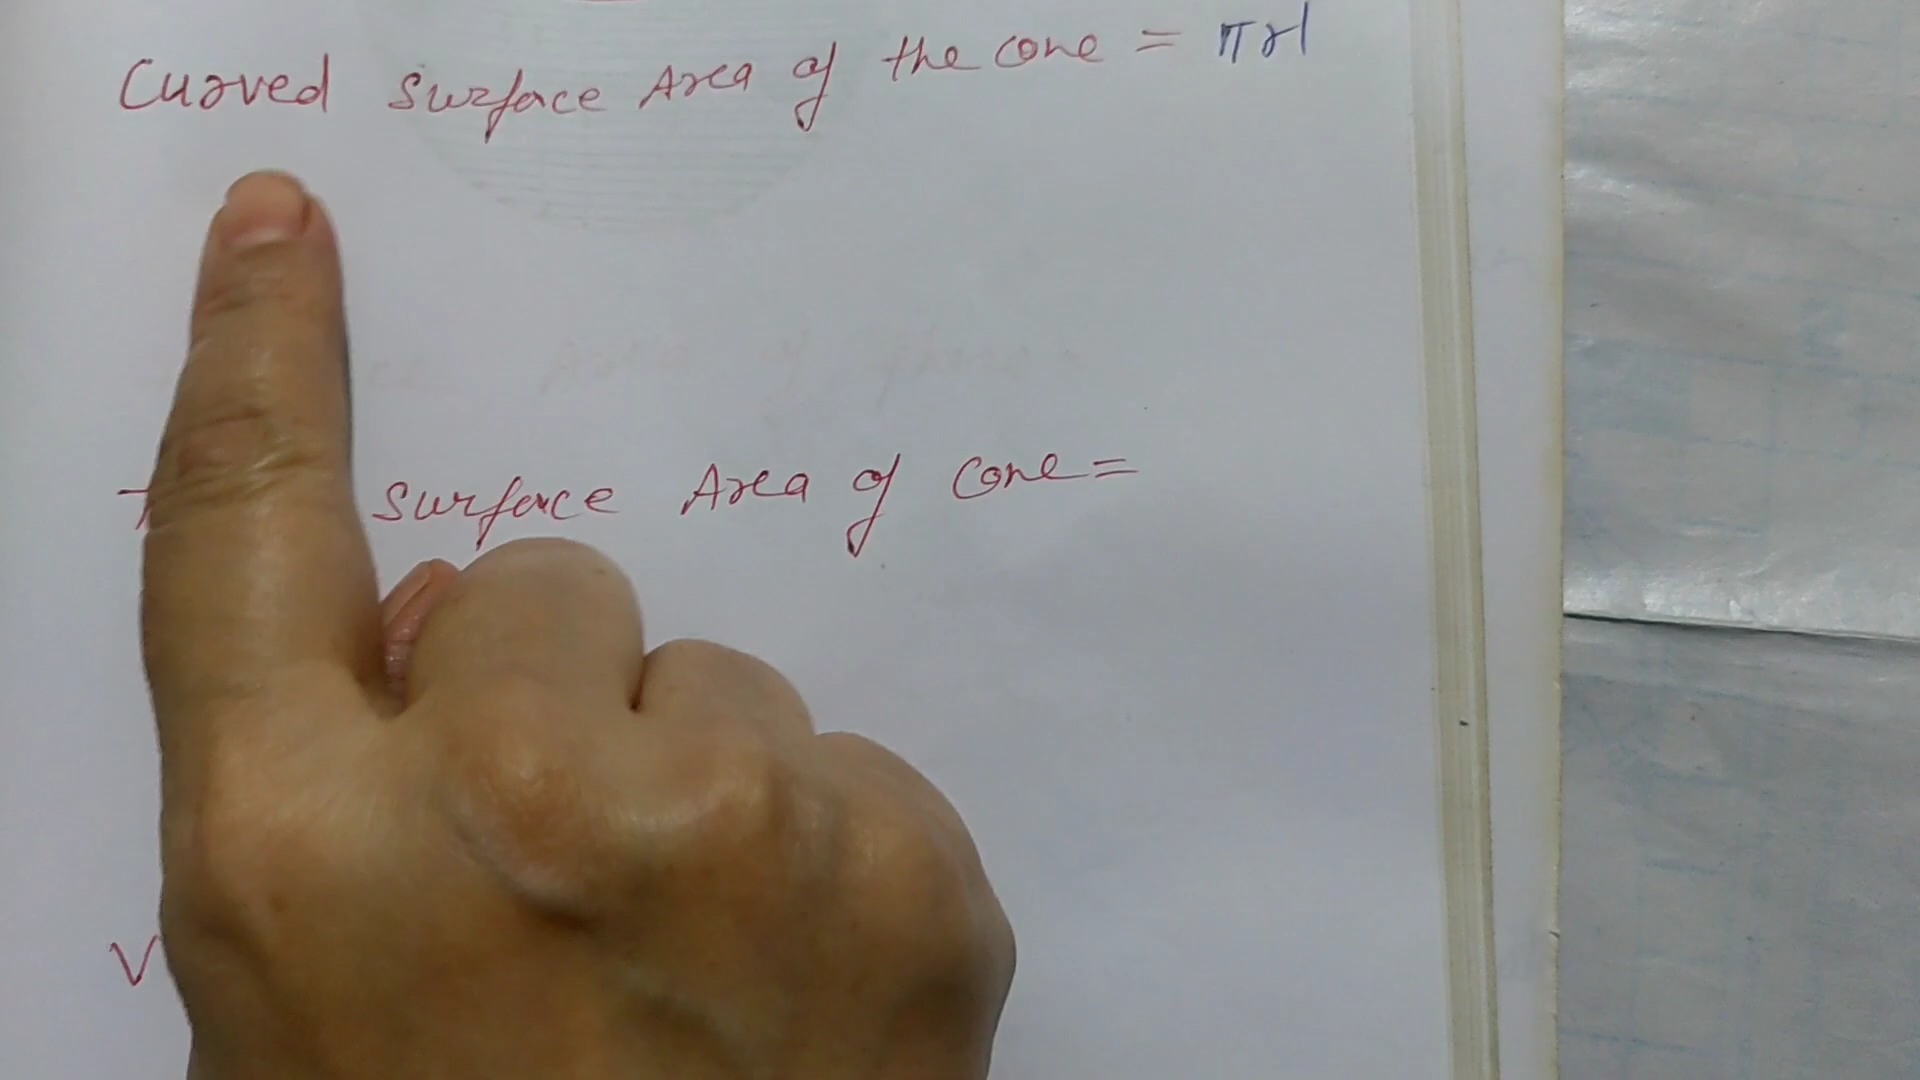 Curved Surface Area of the cone = πrl
Surface Area of Cone =